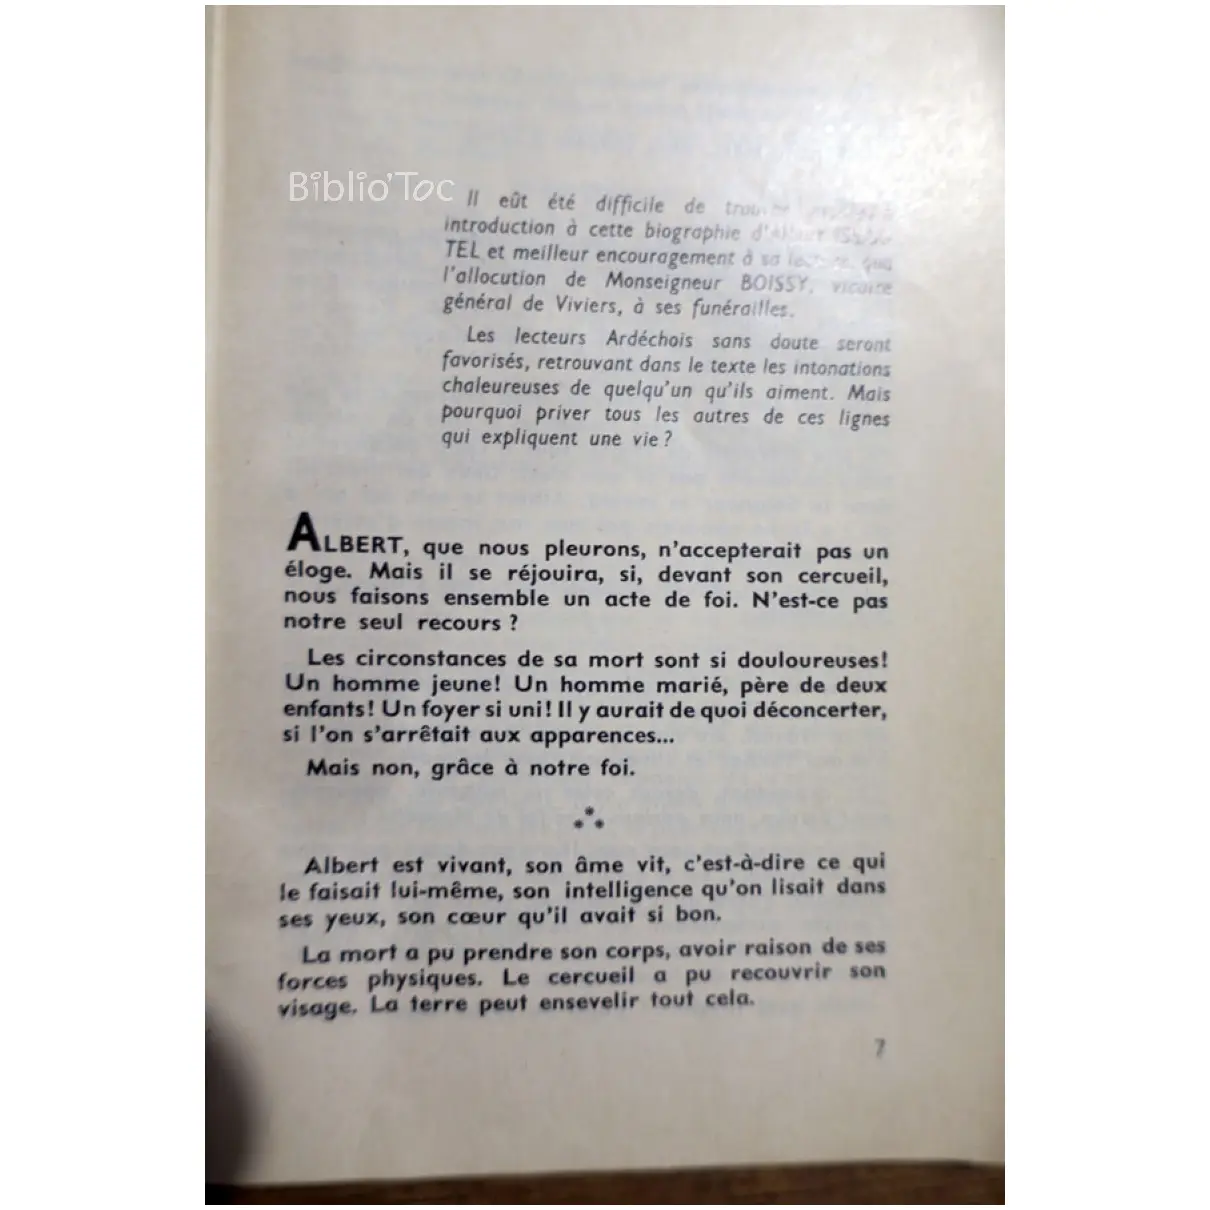 Biblio'Toc
Il eût été difficile de
introduction à cette biographie
TEL et meilleur encouragement à sa
l'allocution de Monseigneur BOISSY, vicaire
général de Viviers, à ses funérailles.
Les lecteurs Ardéchois sans doute seront
favorisés, retrouvant dans le texte les intonations
chaleureuses de quelqu'un qu'ils aiment. Mais
pourquoi priver tous les autres de ces lignes
qui expliquent une vie ?
ALBERT, que nous pleurons, n'accepterait pas un
éloge. Mais il se réjouira, si, devant son cercueil,
nous faisons ensemble un acte de foi. N'est-ce pas
notre seul recours ?
Les circonstances de sa mort sont si douloureuses!
Un homme jeune! Un homme marié, père de deux
enfants! Un foyer si uni! Il y aurait de quoi déconcerter,
si l'on s'arrêtait aux apparences...
Mais non, grâce à notre foi.
Albert est vivant, son âme vit, c'est-à-dire ce qui
le faisait lui-même, son intelligence qu'on lisait dans
ses yeux, son cœur qu'il avait si bon.
La mort a pu prendre son corps, avoir raison de ses
forces physiques. Le cercueil a pu recouvrir son
visage. La terre peut ensevelir tout cela.
7